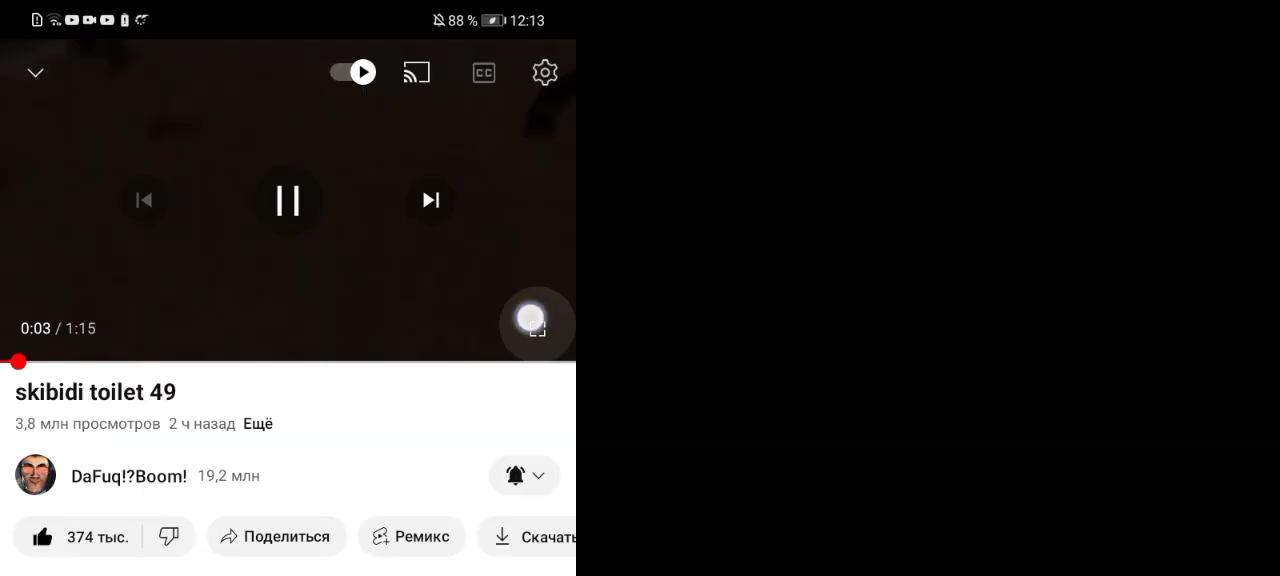 88 % 12:13
CC
0:03 / 1:15
skibidi toilet 49
3,8 млн просмотров 2 ч назад Ещё
DaFuq!?Boom! 19,2 млн
374 тыс. Поделиться Ремикс Скачать